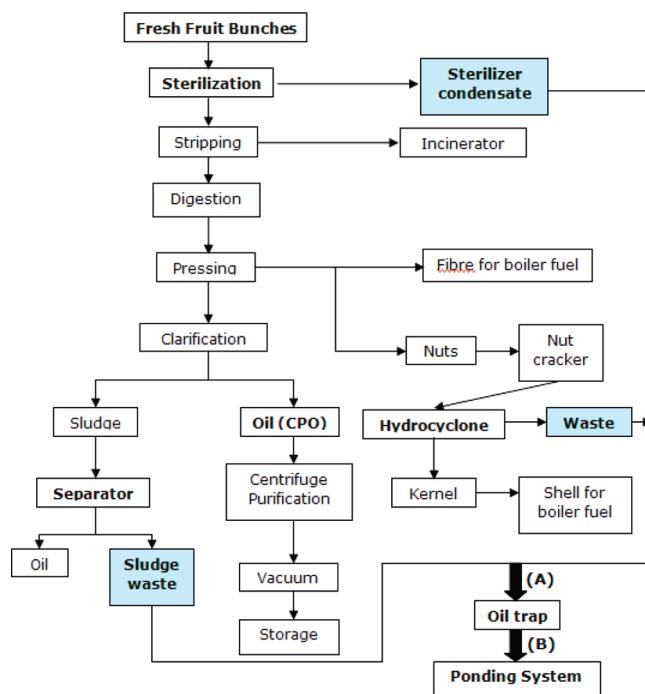 Fresh Fruit Bunches
Sterilization
Sterilizer
condensate
Stripping
Incinerator
Digestion
Pressing
Fibre for boiler fuel
Clarification
Nuts
Nut
cracker
Sludge
Oil (CPO)
Hydrocyclone
Waste
Separator
Centrifuge
Purification
Kernel
Shell for
boiler fuel
Oil
Sludge
waste
Vacuum
(A)
Oil trap
Storage
(B)
Ponding System